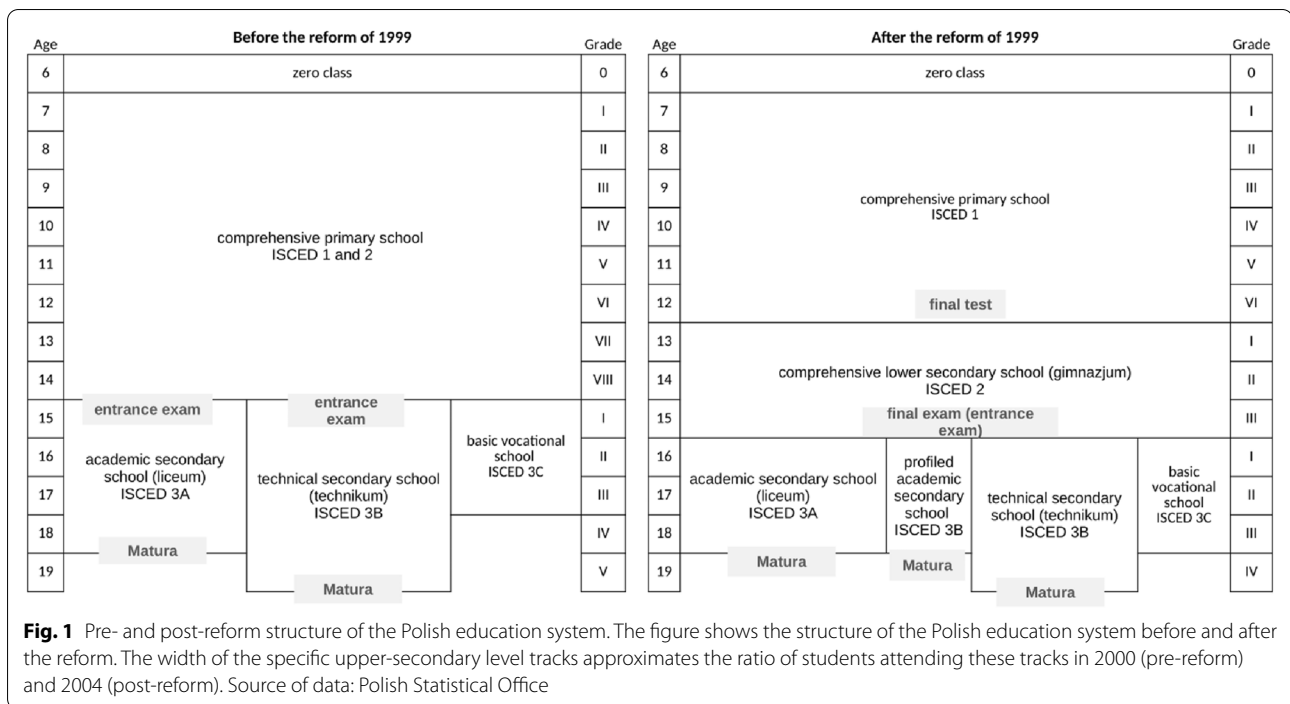 Before the reform of 1999
Age
Grade
6
zero class
0
7
I
8
II
9
III
10
IV
comprehensive primary school
ISCED 1 and 2
11
V
12
VI
13
VII
14
VIII
entrance exam
entrance
exam
15
I
basic vocational
school
ISCED 3C
16
II
academic secondary
school (liceum)
ISCED 3A
technical secondary school
(technikum)
ISCED 3B
17
III
18
IV
Matura
19
V
Matura
After the reform of 1999
Age
Grade
6
zero class
0
7
I
8
II
9
III
comprehensive primary school
ISCED 1
10
IV
11
V
12
final test
VI
13
I
14
comprehensive lower secondary school (gimnazjum)
ISCED 2
II
15
final exam (entrance
exam)
III
16
I
academic secondary school
(liceum)
ISCED 3A
profiled
academic
secondary
school
ISCED 3B
technical secondary
school (technikum)
ISCED 3B
basic
vocational
school
ISCED 3C
17
II
18
III
Matura
Matura
19
IV
Matura
Fig. 1 Pre- and post-reform structure of the Polish education system. The figure shows the structure of the Polish education system before and after
the reform. The width of the specific upper-secondary level tracks approximates the ratio of students attending these tracks in 2000 (pre-reform)
and 2004 (post-reform). Source of data: Polish Statistical Office